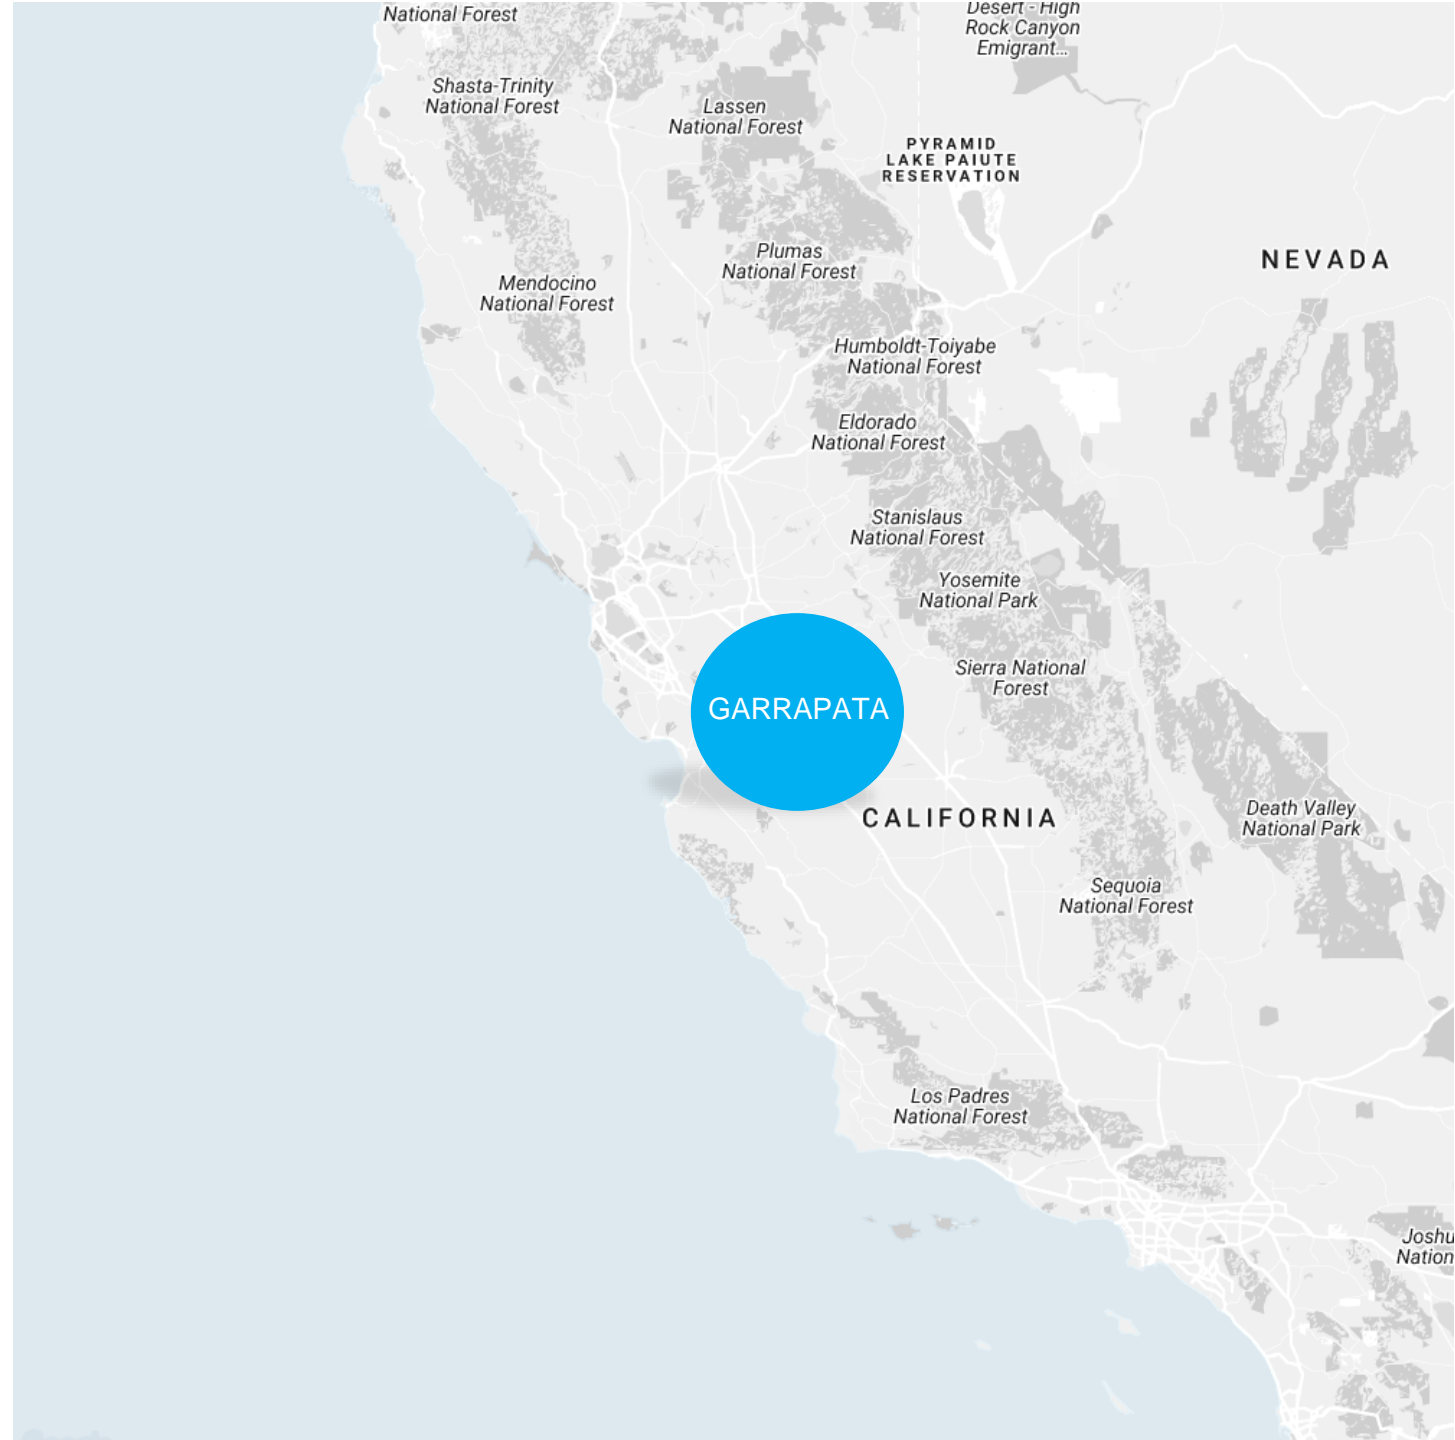 National Forest
Desert - High
Rock Canyon
Emigrant...
Shasta-Trinity
National Forest
Lassen
National Forest
PYRAMID
LAKE PAIUTE
RESERVATION
Plumas
National Forest
NEVADA
Mendocino
National Forest
Humboldt-Toiyabe
National Forest
Eldorado
National Forest
Stanislaus
National Forest
Yosemite
National Park
Sierra National
Forest
GARRAPATA
CALIFORNIA
Death Valley
National Park
Sequoia
National Forest
Los Padres
National Forest
Joshu
Nation